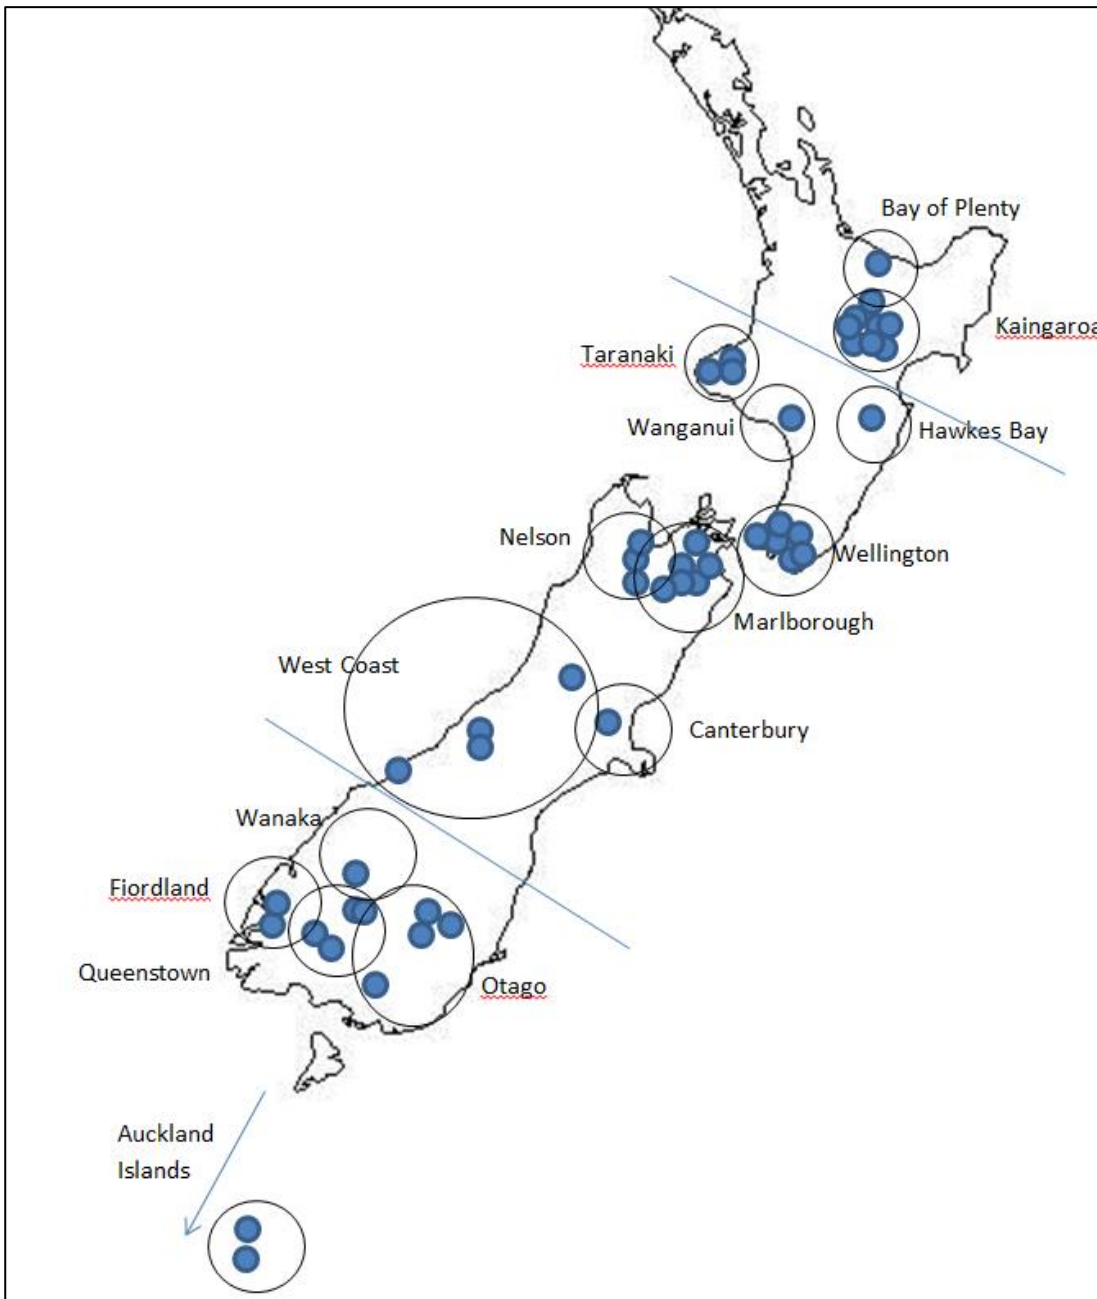 Bay of Plenty
Kaingaroa
Taranaki
Wanganui
Hawkes Bay
Nelson
Wellington
Marlborough
West Coast
Canterbury
Wanaka
Fiordland
Queenstown
Otago
Auckland
Islands